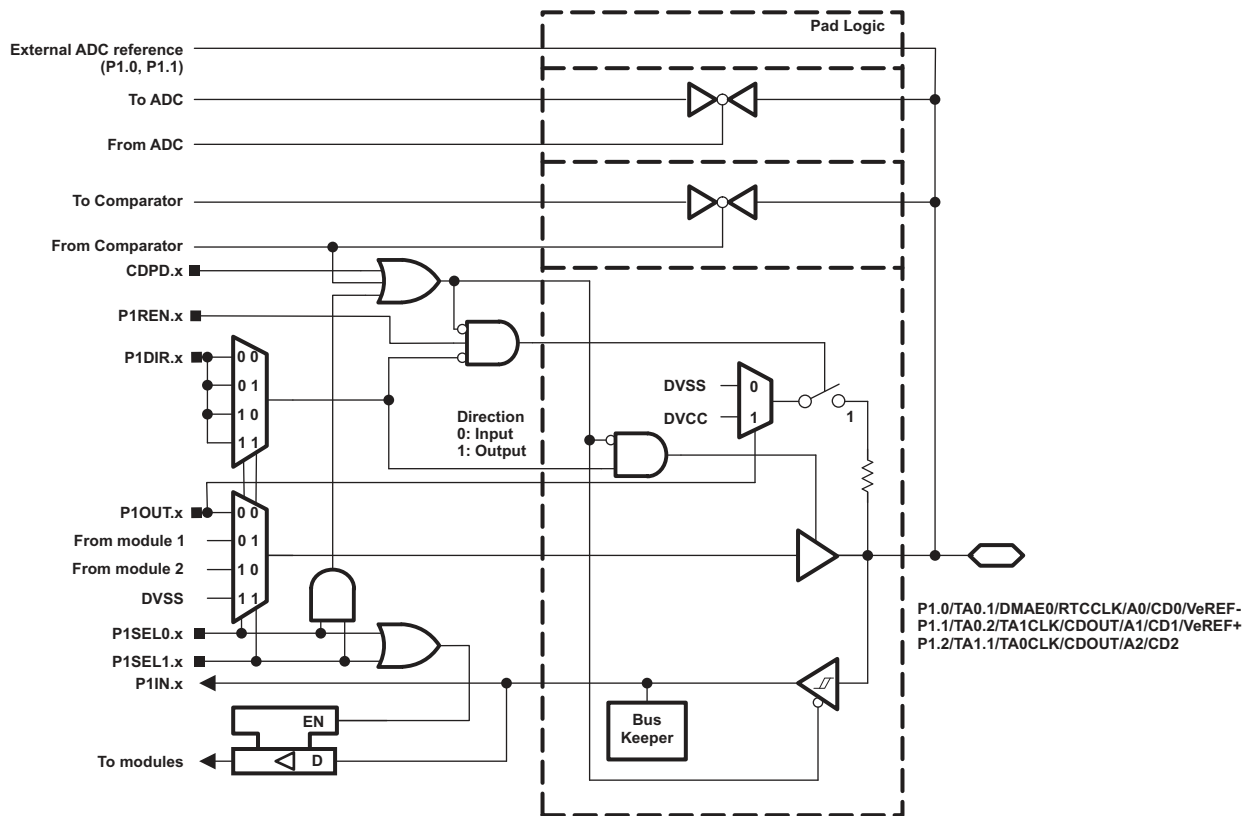 Pad Logic
External ADC reference
(P1.0, P1.1)
To ADC
From ADC
To Comparator
From Comparator
CDPD.x
P1REN.x
P1DIR.x
0 0
0 1
1 0
1 1
Direction
0: Input
1: Output
DVSS
0
DVCC
1
1
P1OUT.x
0 0
From module 1
0 1
From module 2
1 0
DVSS
1 1
P1SEL0.x
P1SEL1.x
P1IN.x
EN
D
To modules
Bus
Keeper
P1.0/TA0.1/DMAE0/RTCCLK/A0/CD0/VeREF-
P1.1/TA0.2/TA1CLK/CDOUT/A1/CD1/VeREF+
P1.2/TA1.1/TA0CLK/CDOUT/A2/CD2